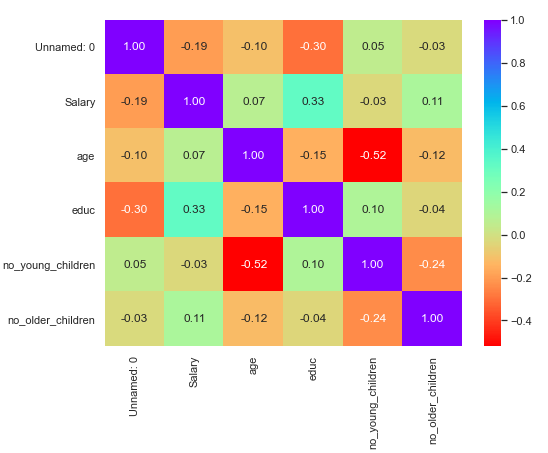 Unnamed: 0 1.00 -0.19 -0.10 -0.30 0.05 -0.03
Salary -0.19 1.00 0.07 0.33 -0.03 0.11
age -0.10 0.07 1.00 -0.15 -0.52 -0.12
educ -0.30 0.33 -0.15 1.00 0.10 -0.04
no_young_children 0.05 -0.03 -0.52 0.10 1.00 -0.24
no_older_children -0.03 0.11 -0.12 -0.04 -0.24 1.00
Unnamed: 0
Salary
age
educ
no_young_children
no_older_children
1.0
0.8
0.6
0.4
0.2
0.0
−0.2
−0.4